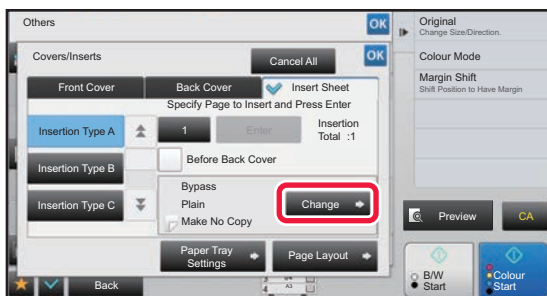 Others
OK
Covers/Inserts
Cancel All
OK
Front Cover
Back Cover
Insert Sheet
Specify Page to Insert and Press Enter
Insertion Type A
1
Enter
Insertion
Total :1
Insertion Type B
Before Back Cover
Insertion Type C
Bypass
Plain
Make No Copy
Change
Paper Tray
Settings
Page Layout
Back
4
A3
Original
Change Size/Direction.
Colour Mode
Margin Shift
Shift Position to Have Margin
Preview
CA
B/W
Start
Colour
Start